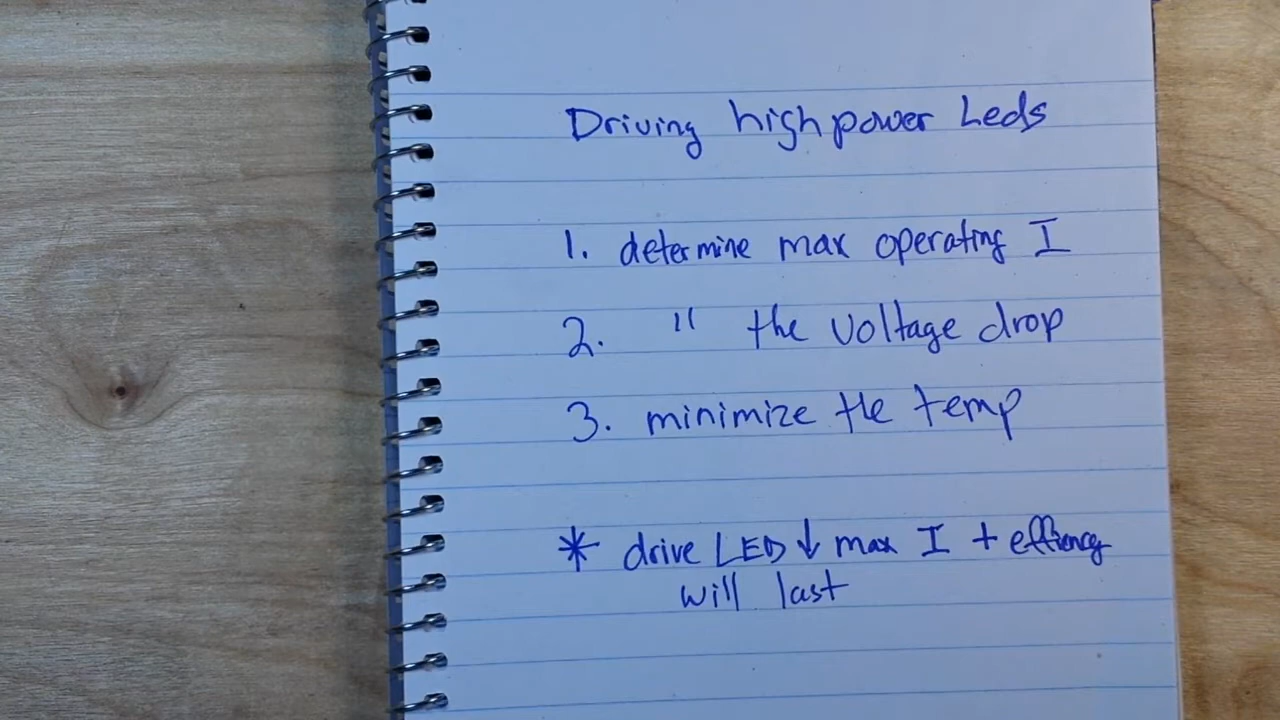 Driving high power Leds
1. determine max operating I
2. " the voltage drop
3. minimize the temp
* drive LED ↓ max I + effiency
will last